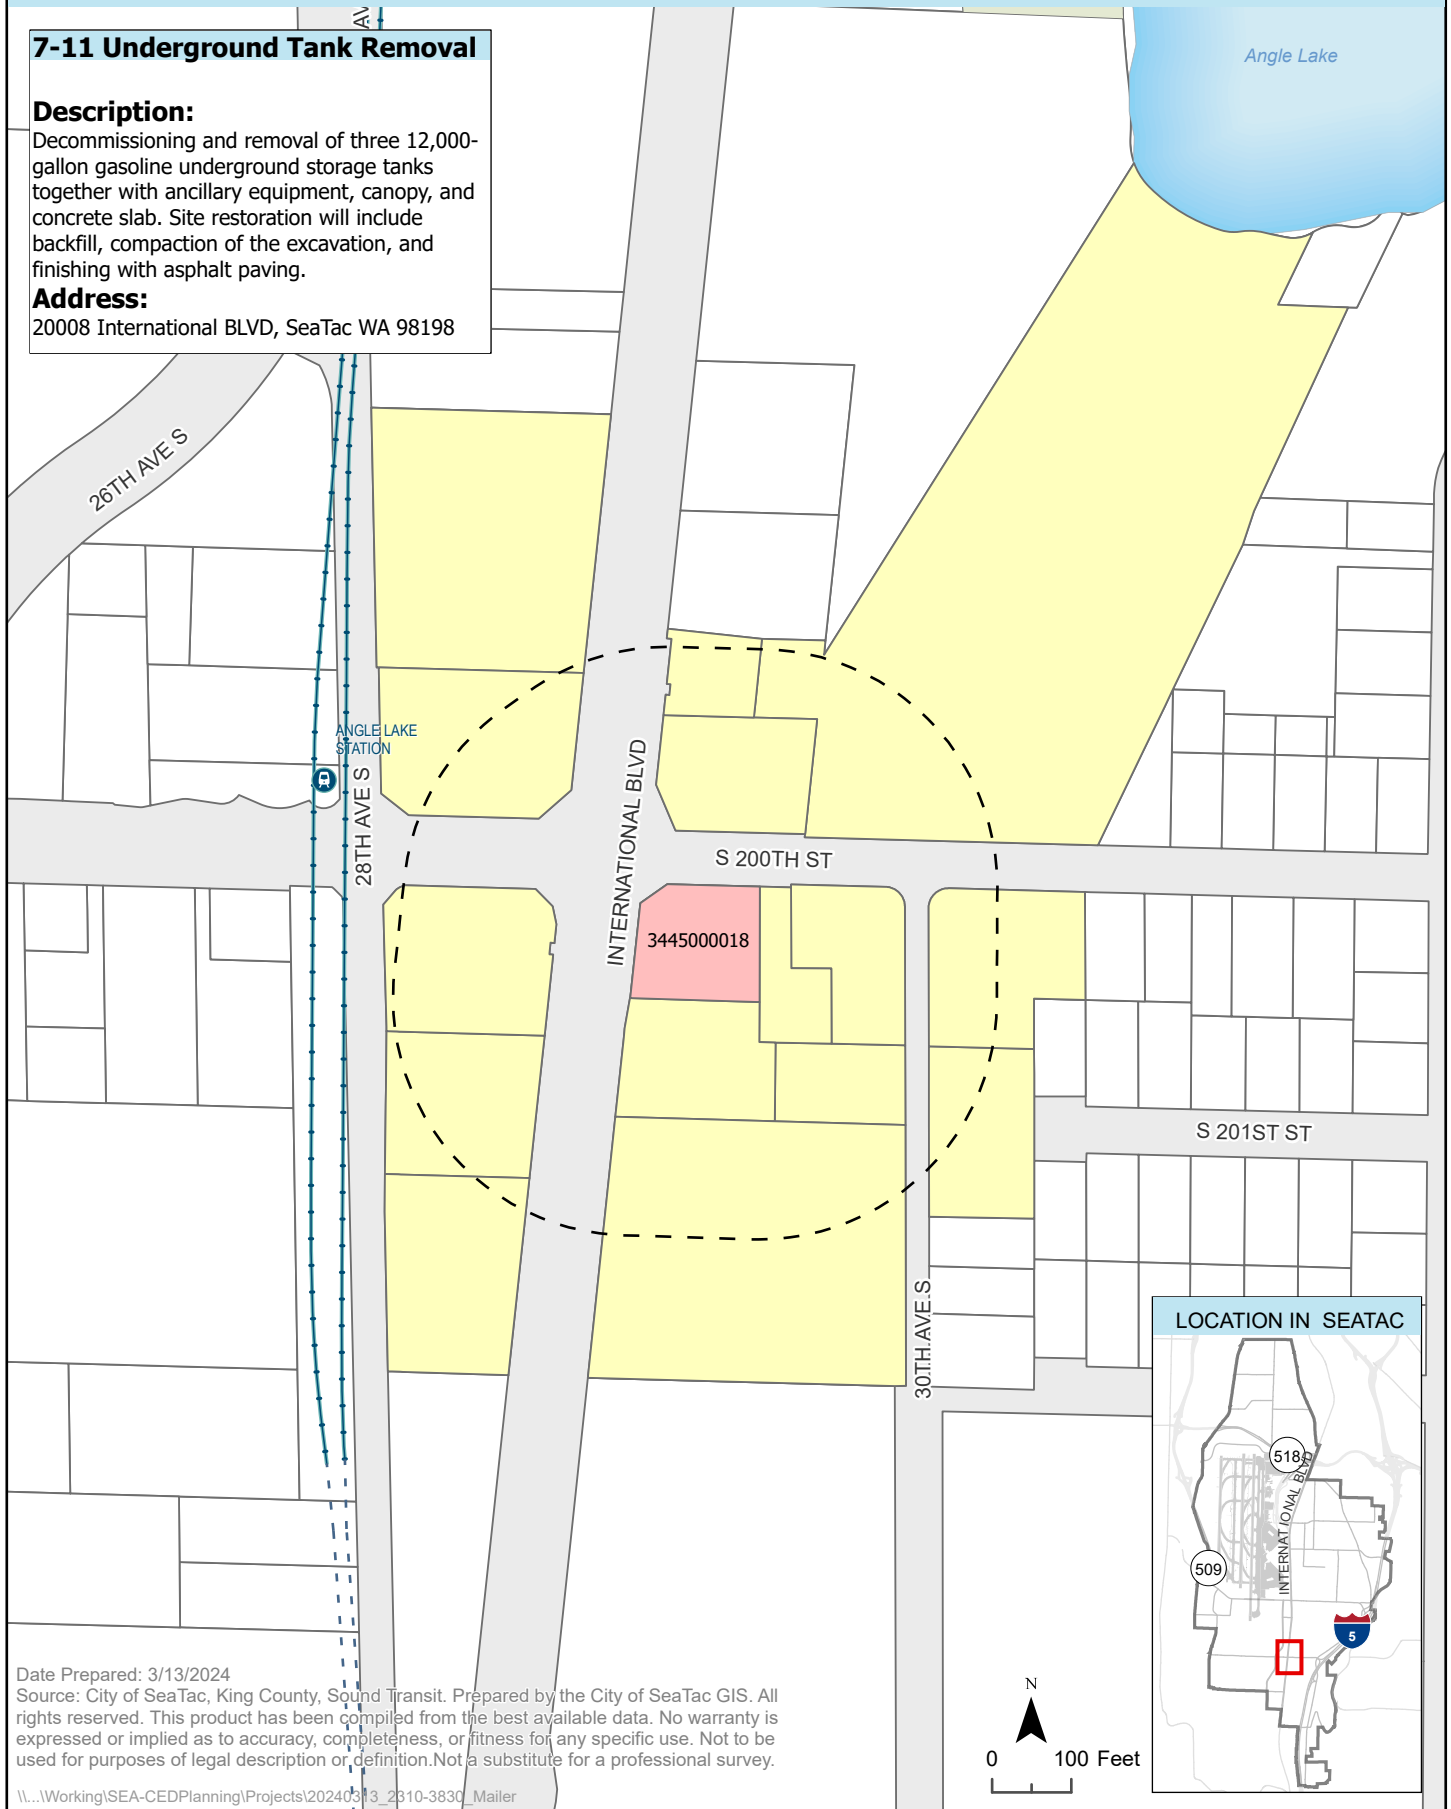 7-11 Underground Tank Removal
Description:
Decommissioning and removal of three 12,000-
gallon gasoline underground storage tanks
together with ancillary equipment, canopy, and
concrete slab. Site restoration will include
backfill, compaction of the excavation, and
finishing with asphalt paving.
Address:
20008 International BLVD, SeaTac WA 98198
AV
Angle Lake
26TH AVE S
ANGLE LAKE
STATION
28TH AVE S
INTERNATIONAL BLVD
S 200TH ST
3445000018
S 201ST ST
30TH AVE S
LOCATION IN SEATAC
518
INTERNATIONAL BLVD
509
5
Date Prepared: 3/13/2024
Source: City of SeaTac, King County, Sound Transit. Prepared by the City of SeaTac GIS. All
rights reserved. This product has been compiled from the best available data. No warranty is
expressed or implied as to accuracy, completeness, or fitness for any specific use. Not to be
used for purposes of legal description or definition.Not a substitute for a professional survey.
\\...\Working\SEA-CEDPlanning\Projects\20240313_2310-3830_Mailer
N
0 100 Feet